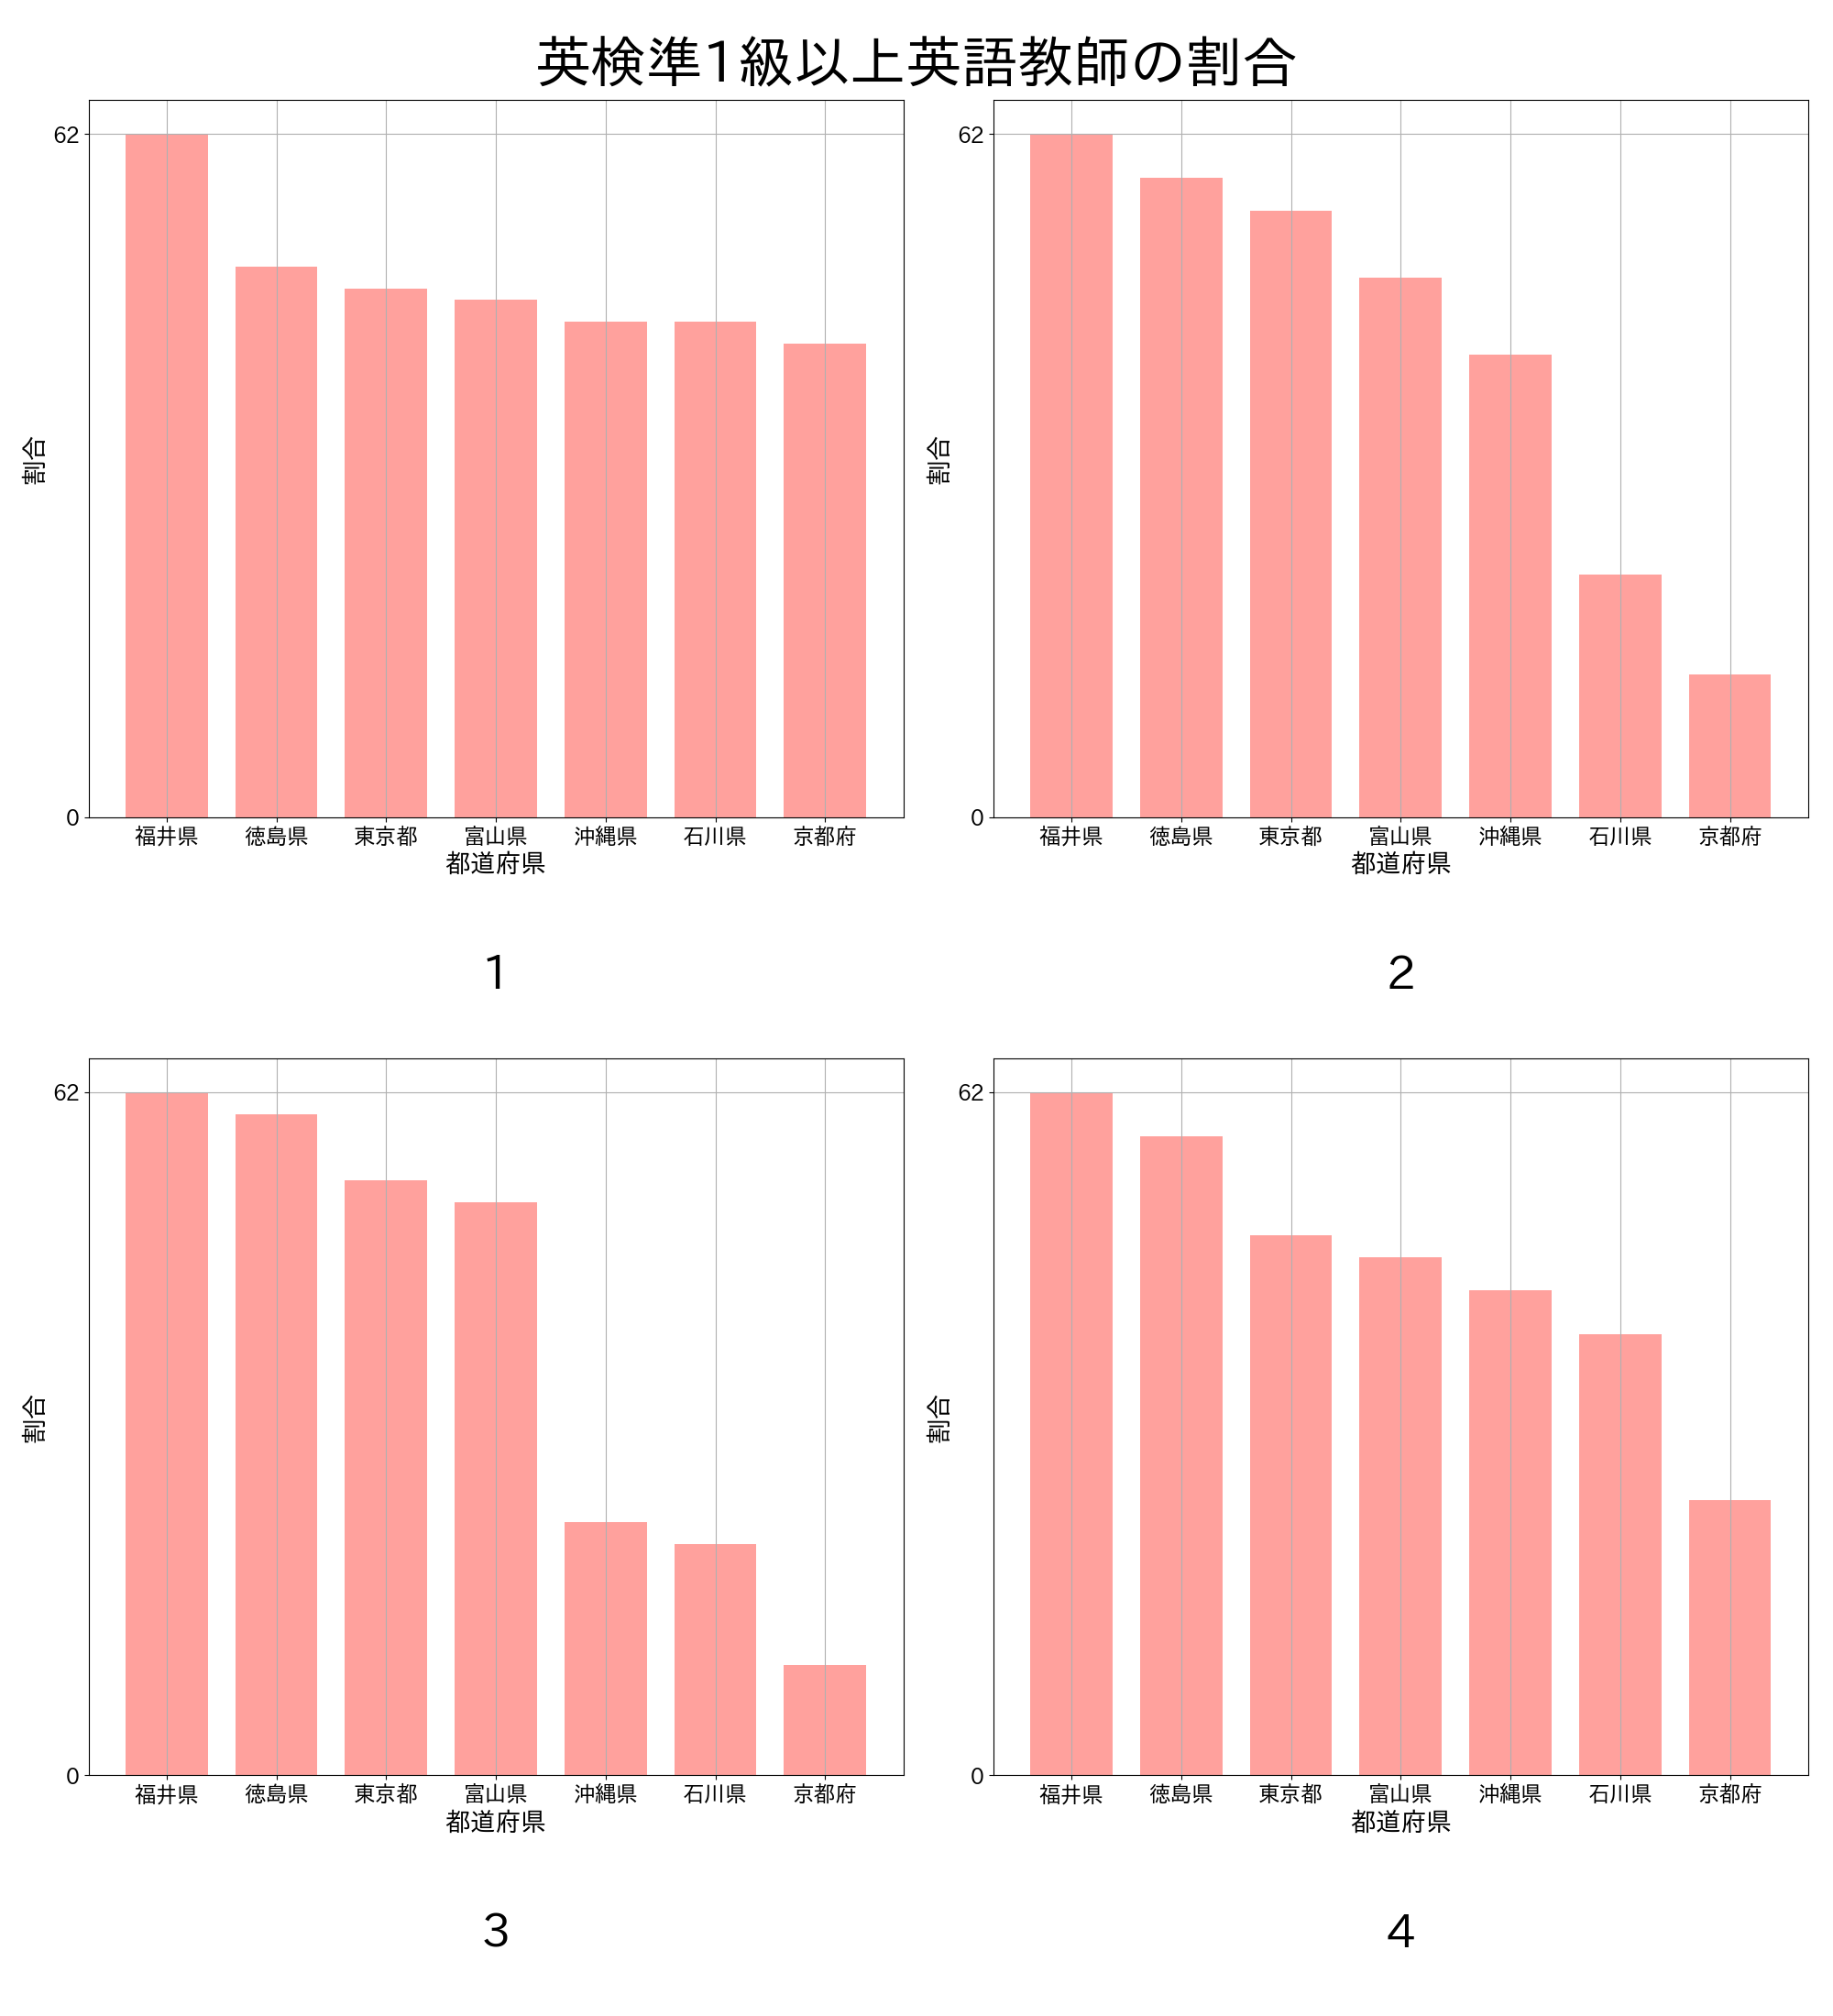 英検準1級以上英語教師の割合
62
0
割合
福井県 徳島県 東京都 富山県 沖縄県 石川県 京都府
都道府県
1
62
0
割合
福井県 徳島県 東京都 富山県 沖縄県 石川県 京都府
都道府県
2
62
0
割合
福井県 徳島県 東京都 富山県 沖縄県 石川県 京都府
都道府県
3
62
0
割合
福井県 徳島県 東京都 富山県 沖縄県 石川県 京都府
都道府県
4